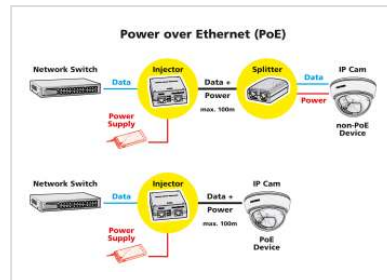 Power over Ethernet (PoE)
Network Switch
Data
Injector
Data +
Power
max. 100m
Splitter
Data
Power
IP Cam
non-PoE
Device
Power
Supply
Network Switch
Data
Injector
Data +
Power
max. 100m
IP Cam
PoE
Device
Power
Supply